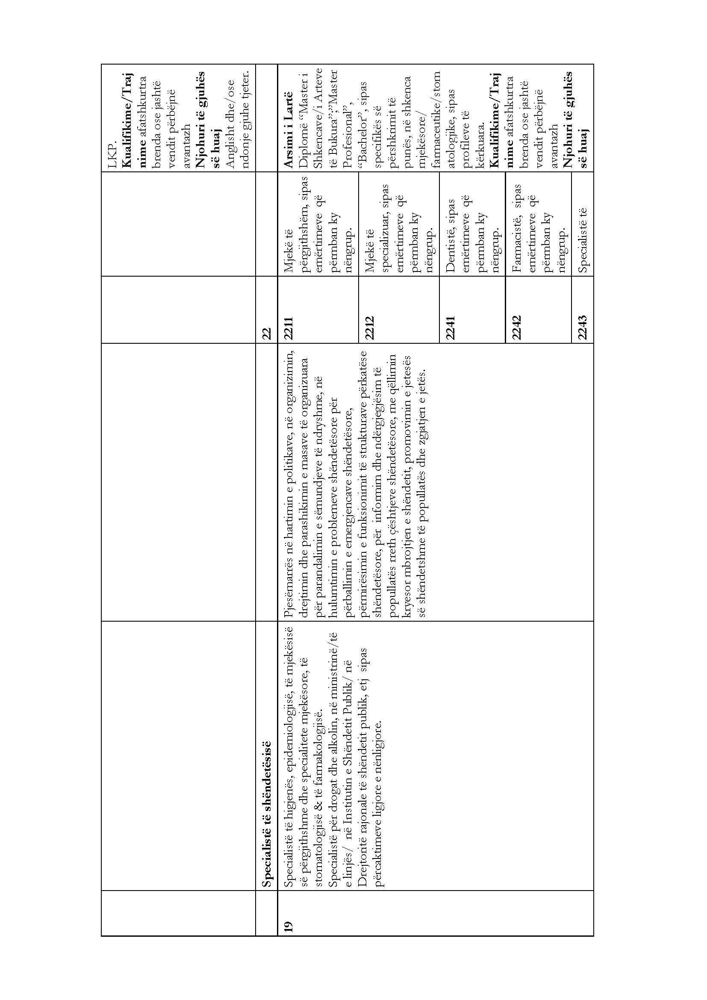 LKP.
Kualifikime/Traj
nime afatshkurtra
brenda ose jashtë
vendit përbëjnë
avantazh
Njohuri të gjuhës
së huaj
Anglisht dhe/ose
ndonje gjuhe tjeter.
Specialistë të shëndetësisë
22
19
Specialistë të higjenës, epidemiologjisë, të mjekësisë
së përgjithshme dhe specialitete mjekësore, të
stomatologjisë & të farmakologjisë.
Specialistë për drogat dhe alkolin, në ministrinë/të
e linjës/ në Institutin e Shëndetit Publik/ në
Drejtoritë rajonale të shëndetit publik, etj sipas
përcaktimeve ligjore e nënligjore.
Pjesëmarrës në hartimin e politikave, në organizimin,
drejtimin dhe parashikimin e masave të organizuara
për parandalimin e sëmundjeve të ndryshme, në
hulumtimin e problemeve shëndetësore për
përballimin e emergjencave shëndetësore,
përmirësimin e funksionimit të strukturave përkatëse
shëndetësore, për informim dhe ndërgjegjësim të
popullatës rreth çështjeve shëndetësore, me qëllimin
kryesor mbrojtjen e shëndetit, promovimin e jetesës
së shëndetshme të popullatës dhe zgjatjen e jetës.
2211
Mjekë të
përgjithshëm, sipas
emërtimeve që
përmban ky
nëngrup.
2212
Mjekë të
specializuar, sipas
emërtimeve që
përmban ky
nëngrup.
2241
Dentistë, sipas
emërtimeve që
përmban ky
nëngrup.
2242
Farmacistë, sipas
emërtimeve që
përmban ky
nëngrup.
2243
Specialistë të
Arsimi i Lartë
Diplomë “Master i
Shkencave/i Arteve
të Bukura”;”Master
Profesional”,
“Bachelor”, sipas
specifikës së
përshkrimit të
punës, në shkenca
mjekësore/
farmaceutike/stom
atologjike, sipas
profileve të
kërkuara.
Kualifikime/Traj
nime afatshkurtra
brenda ose jashtë
vendit përbëjnë
avantazh
Njohuri të gjuhës
së huaj